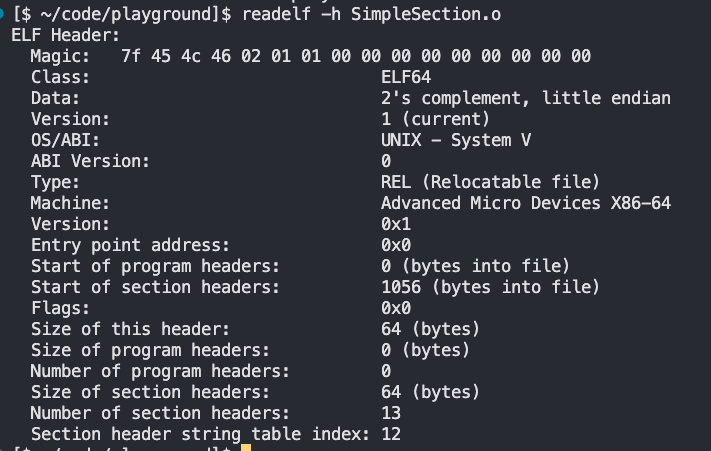 [$ ~/code/playground]$ readelf -h SimpleSection.o
ELF Header:
  Magic:   7f 45 4c 46 02 01 01 00 00 00 00 00 00 00 00 00
  Class:                             ELF64
  Data:                              2's complement, little endian
  Version:                           1 (current)
  OS/ABI:                            UNIX - System V
  ABI Version:                       0
  Type:                              REL (Relocatable file)
  Machine:                           Advanced Micro Devices X86-64
  Version:                           0x1
  Entry point address:               0x0
  Start of program headers:          0 (bytes into file)
  Start of section headers:          1056 (bytes into file)
  Flags:                             0x0
  Size of this header:               64 (bytes)
  Size of program headers:           0 (bytes)
  Number of program headers:         0
  Size of section headers:           64 (bytes)
  Number of section headers:         13
  Section header string table index: 12
[$ ~/code/playground]$